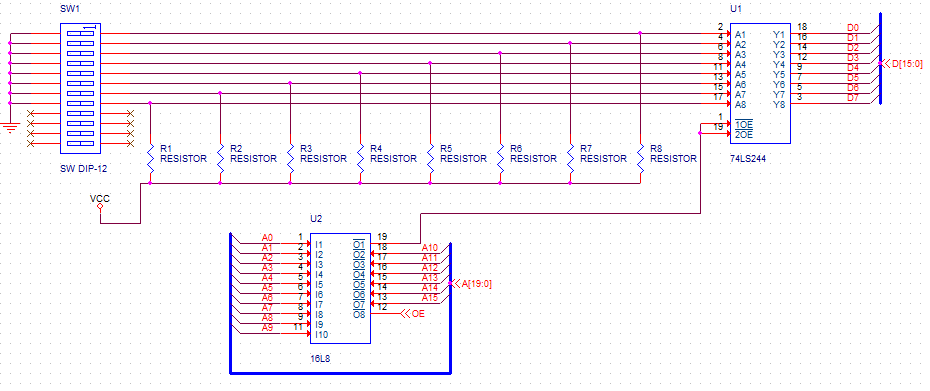 SW1
1
SW DIP-12
VCC
R1
RESISTOR
R2
RESISTOR
R3
RESISTOR
R4
RESISTOR
R5
RESISTOR
R6
RESISTOR
R7
RESISTOR
R8
RESISTOR
U1
2 A1 Y1 18 D0
4 A2 Y2 16 D1
6 A3 Y3 14 D2
8 A4 Y4 12 D3
11 A5 Y5 9 D4
13 A6 Y6 7 D5
15 A7 Y7 5 D6
17 A8 Y8 3 D7
D[15:0]
1 1OE
19 2OE
74LS244
U2
A0 1 I1 O1 19
A1 2 I2 O2 18 A10
A2 3 I3 O3 17 A11
A3 4 I4 O4 16 A12
A4 5 I5 O5 15 A13
A5 6 I6 O6 14 A14
A6 7 I7 O7 13 A15
A7 8 I8 O8 12 OE
A8 9 I9
A9 11 I10
A[19:0]
16L8